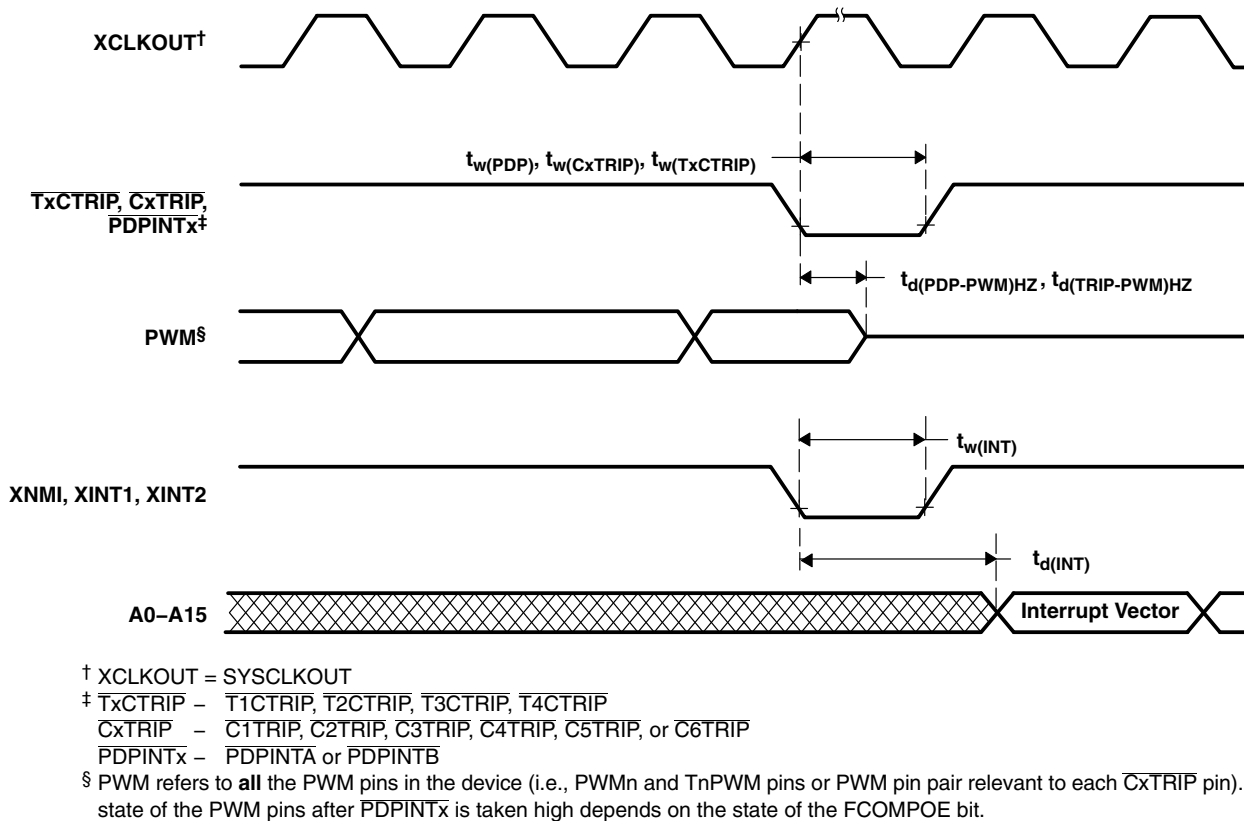 XCLKOUT†
tw(PDP), tw(CxTRIP), tw(TxCTRIP)
TxCTRIP, CxTRIP,
PDPINTx‡
td(PDP-PWM)HZ, td(TRIP-PWM)HZ
PWM§
tw(INT)
XNMI, XINT1, XINT2
td(INT)
A0–A15
Interrupt Vector
† XCLKOUT = SYSCLKOUT
‡ TxCTRIP – T1CTRIP, T2CTRIP, T3CTRIP, T4CTRIP
CxTRIP – C1TRIP, C2TRIP, C3TRIP, C4TRIP, C5TRIP, or C6TRIP
PDPINTx – PDPINTA or PDPINTB
§ PWM refers to all the PWM pins in the device (i.e., PWMn and TnPWM pins or PWM pin pair relevant to each CxTRIP pin).
state of the PWM pins after PDPINTx is taken high depends on the state of the FCOMPOE bit.